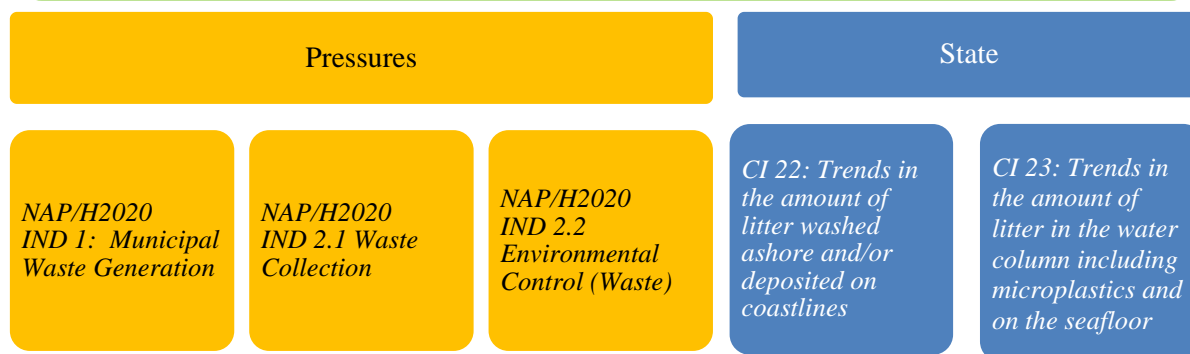 Pressures
State
NAP/H2020
IND 1:  Municipal
Waste Generation
NAP/H2020
IND 2.1 Waste
Collection
NAP/H2020
IND 2.2
Environmental
Control (Waste)
CI 22: Trends in
the amount of
litter washed
ashore and/or
deposited on
coastlines
CI 23: Trends in
the amount of
litter in the water
column including
microplastics and
on the seafloor